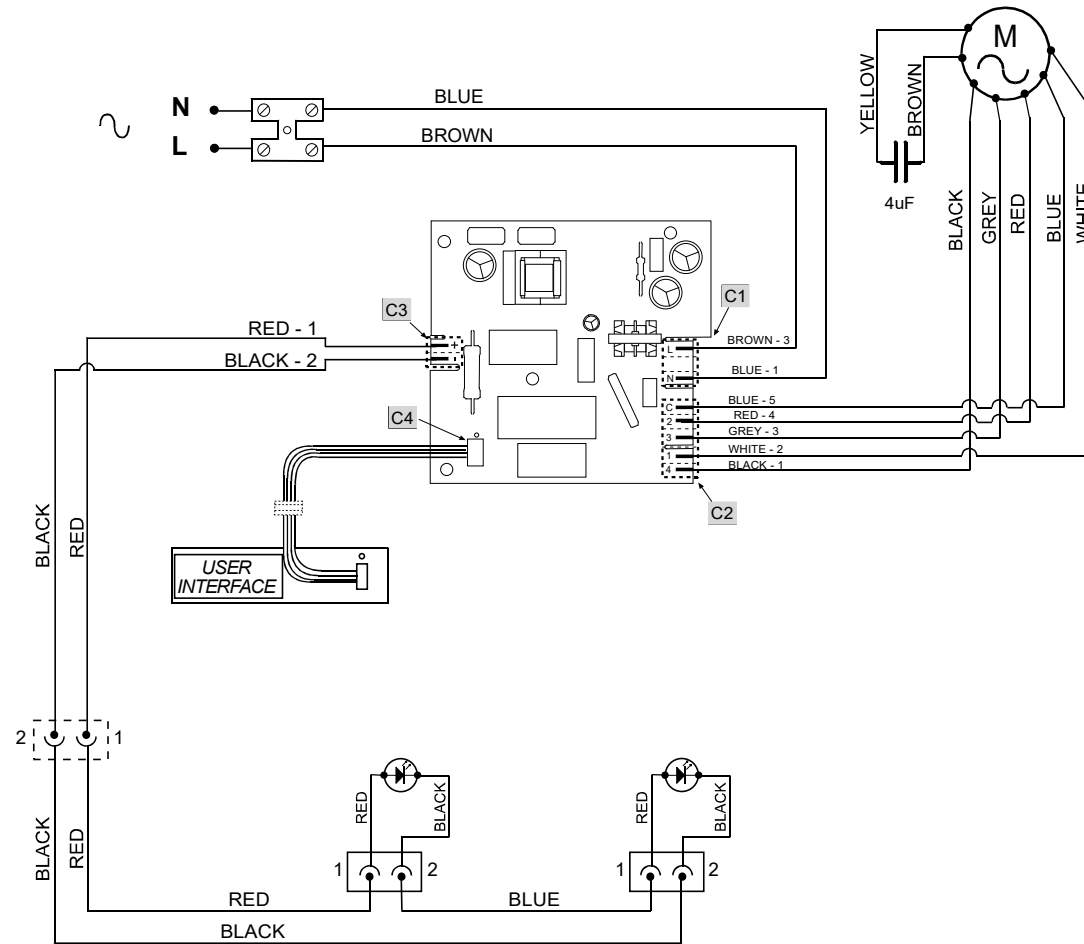 M
N
L
BLUE
BROWN
YELLOW
BROWN
4uF
BLACK
GREY
RED
BLUE
WHITE
C1
C3
RED - 1
BLACK - 2
+
-
L
BROWN - 3
N
BLUE - 1
C
BLUE - 5
2
RED - 4
3
GREY - 3
1
WHITE - 2
4
BLACK - 1
C4
C2
USER
INTERFACE
BLACK
RED
2
1
BLACK
RED
RED
BLACK
1
2
RED
BLACK
1
2
RED
BLUE
BLACK